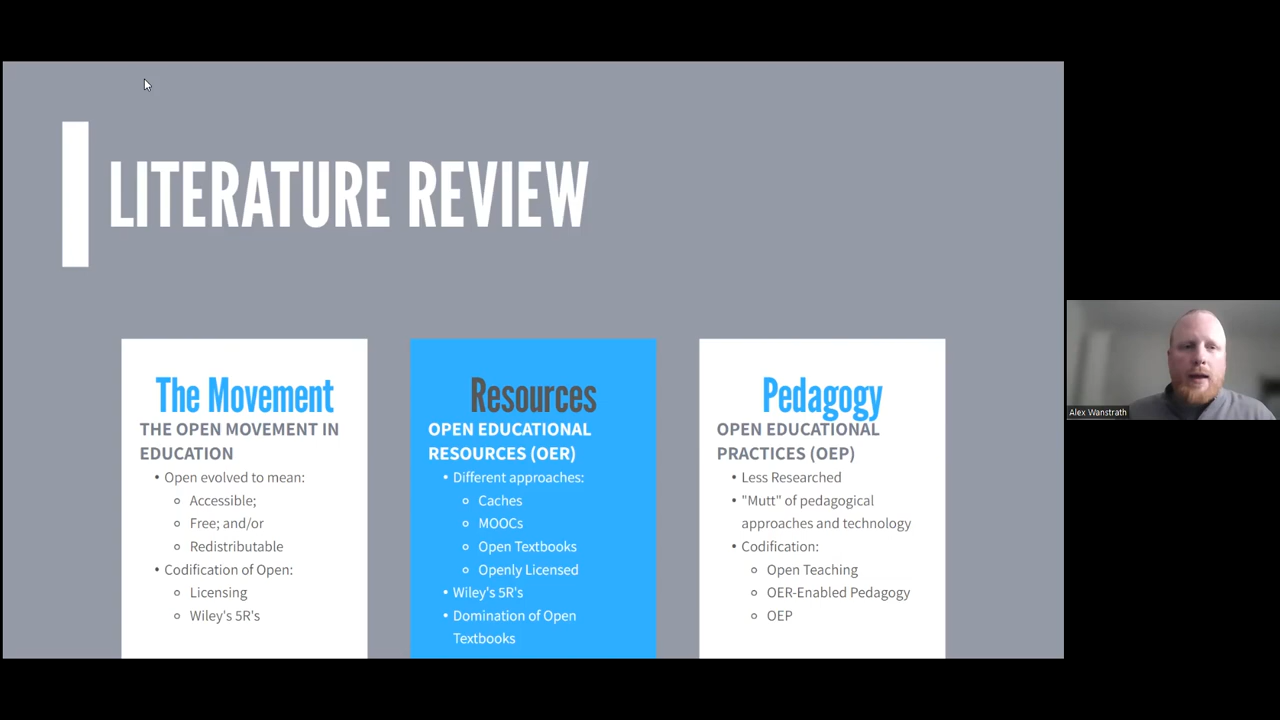 LITERATURE REVIEW
The Movement
THE OPEN MOVEMENT IN
EDUCATION
• Open evolved to mean:
Accessible;
Free; and/or
Redistributable
• Codification of Open:
Licensing
Wiley's 5R's
Resources
OPEN EDUCATIONAL
RESOURCES (OER)
• Different approaches:
Caches
MOOCs
Open Textbooks
Openly Licensed
• Wiley's 5R's
• Domination of Open
Textbooks
Pedagogy
OPEN EDUCATIONAL
PRACTICES (OEP)
• Less Researched
• "Mutt" of pedagogical
approaches and technology
• Codification:
Open Teaching
OER-Enabled Pedagogy
OEP
Alex Wanstrath